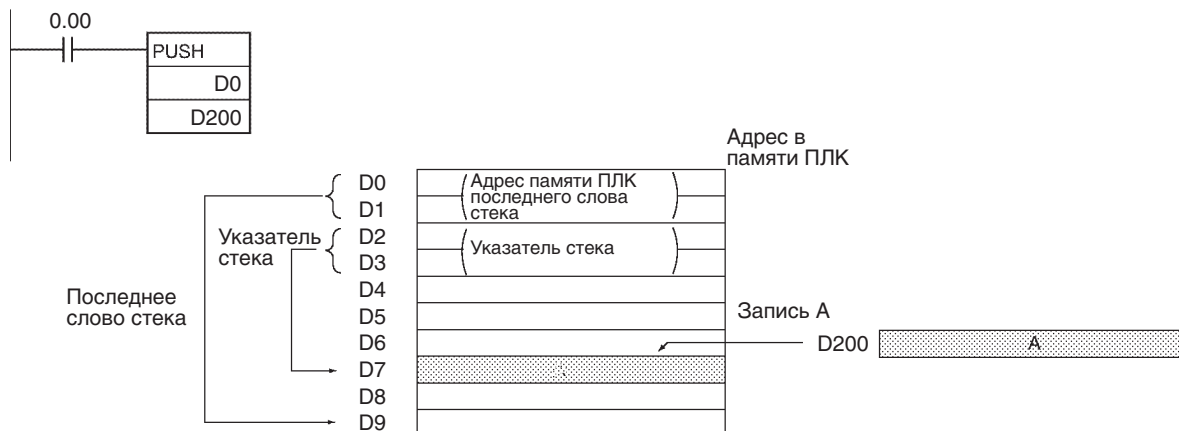 0.00
PUSH
D0
D200
Адрес в
памяти ПЛК
D0
D1
D2
D3
D4
D5
D6
D7
D8
D9
Адрес памяти ПЛК
последнего слова
стека
Указатель
стека
Указатель стека
Последнее
слово стека
Запись A
D200
A
A